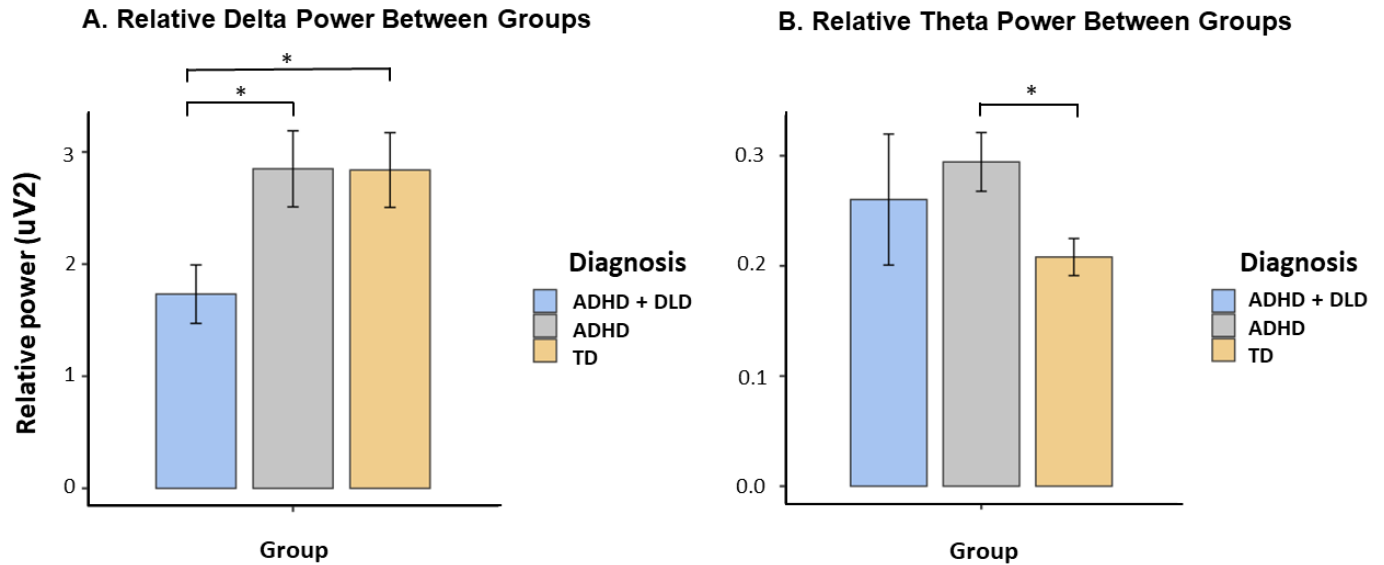 A. Relative Delta Power Between Groups
*
*
Relative power (uV2)
3
2
1
0
Group
Diagnosis
ADHD + DLD
ADHD
TD
B. Relative Theta Power Between Groups
*
0.3
0.2
0.1
0.0
Group
Diagnosis
ADHD + DLD
ADHD
TD